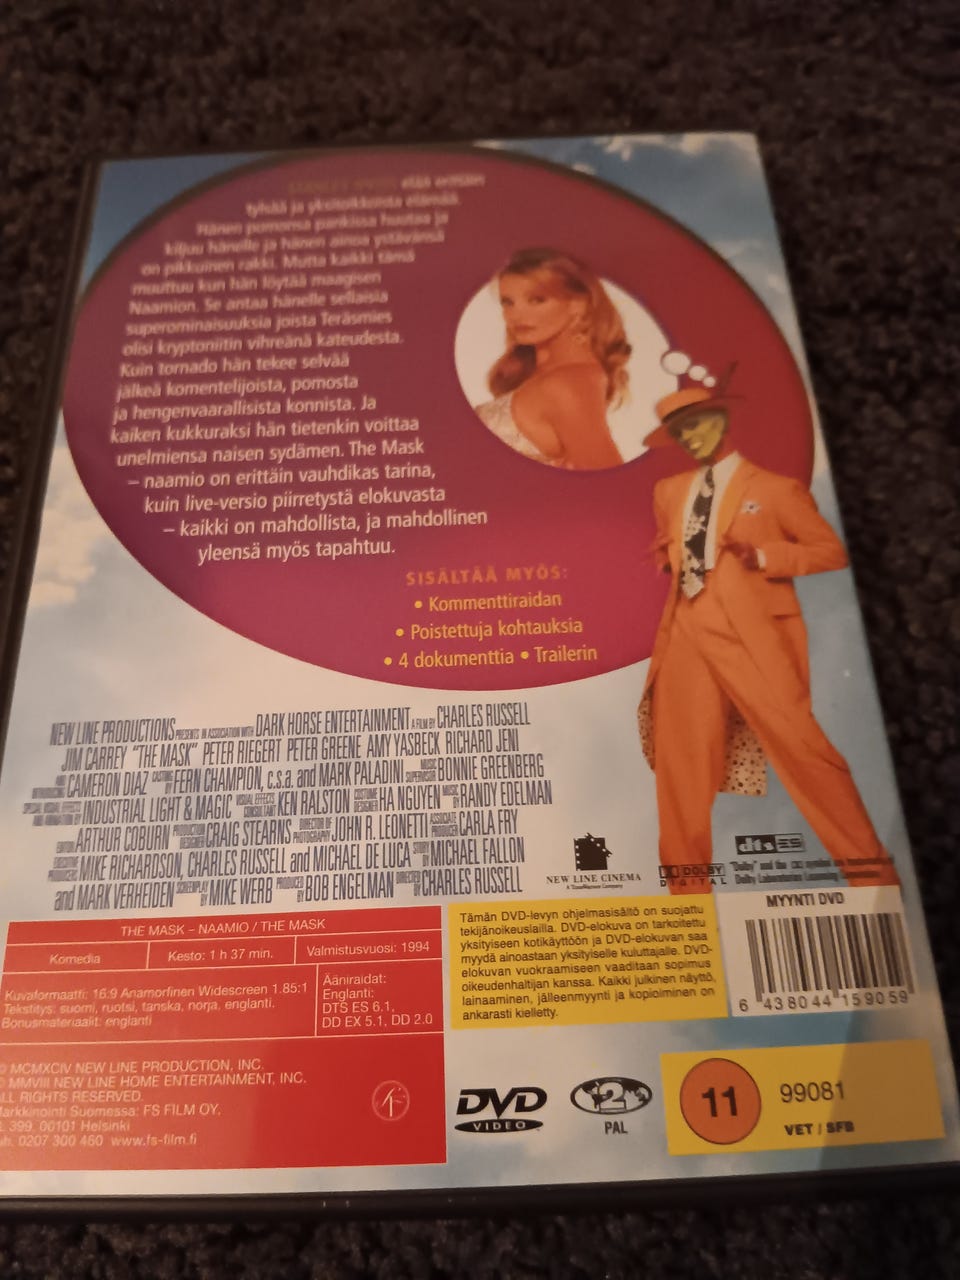 elää erittäin
tylsää ja yksitoikkoista elämää.
Hänen pomonsa pankissa huutaa ja
kiljuu hänelle ja hänen ainoa ystävänsä
on pikkuinen rakki. Mutta kaikki tämä
muuttuu kun hän löytää maagisen
Naamion. Se antaa hänelle sellaisia
superominaisuuksia joista Teräsmies
olisi kryptoniitin vihreänä kateudesta.
Kuin tornado hän tekee selvää
jälkeä komentelijoista, pomosta
ja hengenvaarallisista konnista. Ja
kaiken kukkuraksi hän tietenkin voittaa
unelmiensa naisen sydämen. The Mask
– naamio on erittäin vauhdikas tarina,
kuin live-versio piirretystä elokuvasta
– kaikki on mahdollista, ja mahdollinen
yleensä myös tapahtuu.
SISÄLTÄÄ MYÖS:
• Kommenttiraidan
• Poistettuja kohtauksia
• 4 dokumenttia • Trailerin
NEW LINE PRODUCTIONS PRESENTS IN ASSOCIATION WITH DARK HORSE ENTERTAINMENT A FILM BY CHARLES RUSSELL
JIM CARREY "THE MASK" PETER RIEGERT PETER GREENE AMY YASBECK RICHARD JENI
AND INTRODUCING CAMERON DIAZ CASTING BY FERN CHAMPION, c.s.a. and MARK PALADINI MUSIC SUPERVISOR BONNIE GREENBERG
SPECIAL VISUAL EFFECTS AND ANIMATION BY INDUSTRIAL LIGHT & MAGIC VISUAL EFFECTS CONSULTANT KEN RALSTON COSTUME DESIGNER HA NGUYEN MUSIC BY RANDY EDELMAN
EDITOR ARTHUR COBURN PRODUCTION DESIGNER CRAIG STEARNS DIRECTOR OF PHOTOGRAPHY JOHN R. LEONETTI ASSOCIATE PRODUCER CARLA FRY
EXECUTIVE PRODUCERS MIKE RICHARDSON, CHARLES RUSSELL and MICHAEL DE LUCA STORY BY MICHAEL FALLON
and MARK VERHEIDEN SCREENPLAY BY MIKE WERB PRODUCED BY BOB ENGELMAN DIRECTED BY CHARLES RUSSELL
NEW LINE CINEMA
A TimeWarner Company
DOLBY
DIGITAL
dts ES
"Dolby" and the symbol are
Dolby Laboratories Licensing
THE MASK – NAAMIO / THE MASK
Komedia
Kesto: 1 h 37 min.
Valmistusvuosi: 1994
Kuvaformaatti: 16:9 Anamorfinen Widescreen 1.85:1
Tekstitys: suomi, ruotsi, tanska, norja, englanti.
Bonusmateriaalit: englanti
Ääniraidat:
Englanti:
DTS ES 6.1,
DD EX 5.1, DD 2.0
Tämän DVD-levyn ohjelmasisältö on suojattu
tekijänoikeuslailla. DVD-elokuva on tarkoitettu
yksityiseen kotikäyttöön ja DVD-elokuvan saa
myydä ainoastaan yksityiselle kuluttajalle. DVD-
elokuvan vuokraamiseen vaaditaan sopimus
oikeudenhaltijan kanssa. Kaikki julkinen näyttö,
lainaaminen, jälleenmyynti ja kopioiminen on
ankarasti kielletty.
MYYNTI DVD
6 438044 159059
MCMXCIV NEW LINE PRODUCTION, INC.
MMVIII NEW LINE HOME ENTERTAINMENT, INC.
ALL RIGHTS RESERVED.
Markkinointi Suomessa: FS FILM OY.
PL 399, 00101 Helsinki
Puh. 0207 300 460 www.fs-film.fi
DVD
VIDEO
2
PAL
11
99081
VET / SFB